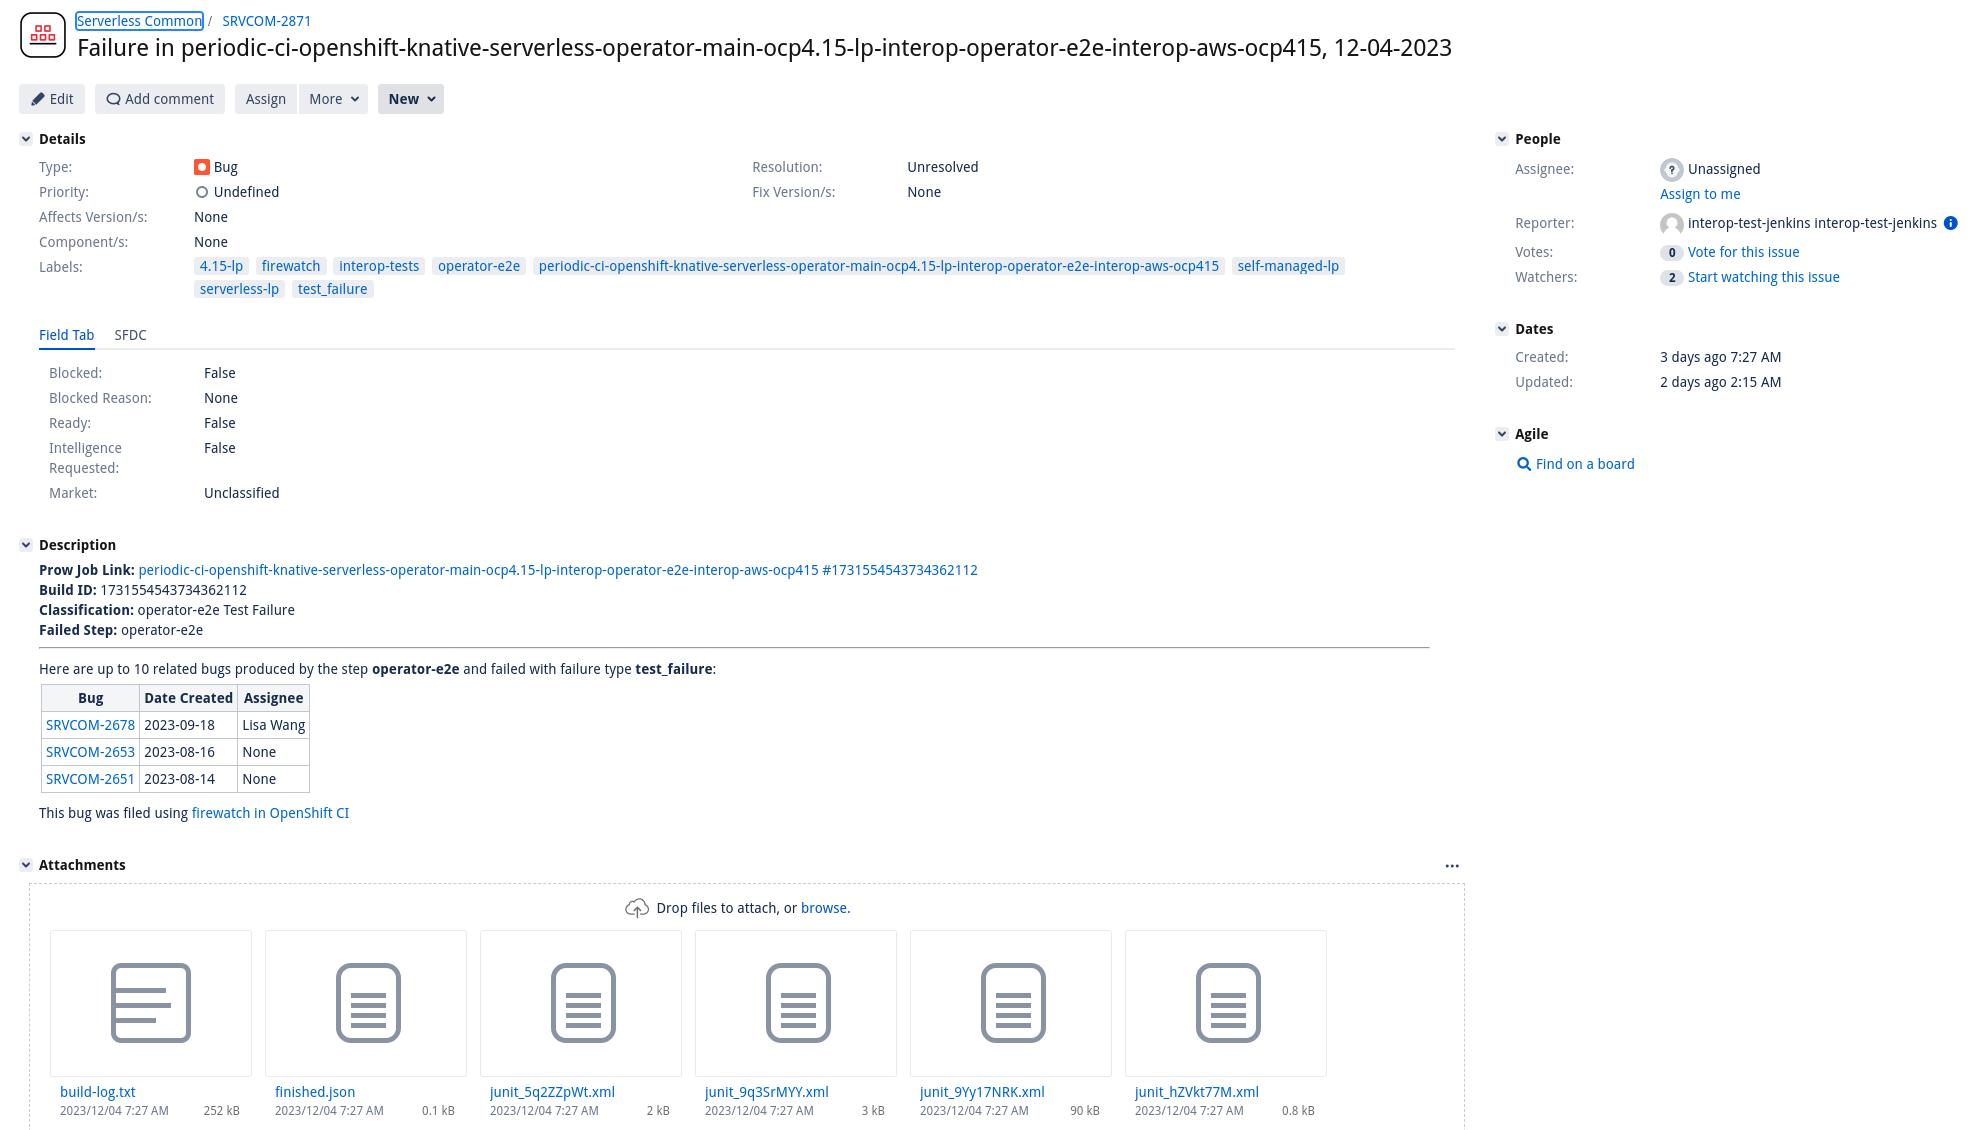 Serverless Common / SRVCOM-2871
Failure in periodic-ci-openshift-knative-serverless-operator-main-ocp4.15-lp-interop-operator-e2e-interop-aws-ocp415, 12-04-2023
Edit Add comment Assign More New
Details
Type: Bug Resolution: Unresolved
Priority: Undefined Fix Version/s: None
Affects Version/s: None
Component/s: None
Labels: 4.15-lp firewatch interop-tests operator-e2e periodic-ci-openshift-knative-serverless-operator-main-ocp4.15-lp-interop-operator-e2e-interop-aws-ocp415 self-managed-lp
serverless-lp test_failure
Field Tab SFDC
Blocked: False
Blocked Reason: None
Ready: False
Intelligence False
Requested:
Market: Unclassified
Description
Prow Job Link: periodic-ci-openshift-knative-serverless-operator-main-ocp4.15-lp-interop-operator-e2e-interop-aws-ocp415 #1731554543734362112
Build ID: 1731554543734362112
Classification: operator-e2e Test Failure
Failed Step: operator-e2e
Here are up to 10 related bugs produced by the step operator-e2e and failed with failure type test_failure:
Bug Date Created Assignee
SRVCOM-2678 2023-09-18 Lisa Wang
SRVCOM-2653 2023-08-16 None
SRVCOM-2651 2023-08-14 None
This bug was filed using firewatch in OpenShift CI
Attachments
Drop files to attach, or browse.
build-log.txt
2023/12/04 7:27 AM 252 kB
finished.json
2023/12/04 7:27 AM 0.1 kB
junit_5q2ZZpWt.xml
2023/12/04 7:27 AM 2 kB
junit_9q3SrMYY.xml
2023/12/04 7:27 AM 3 kB
junit_9Yy17NRK.xml
2023/12/04 7:27 AM 90 kB
junit_hZVkt77M.xml
2023/12/04 7:27 AM 0.8 kB
People
Assignee: ? Unassigned
Assign to me
Reporter: interop-test-jenkins interop-test-jenkins
Votes: 0 Vote for this issue
Watchers: 2 Start watching this issue
Dates
Created: 3 days ago 7:27 AM
Updated: 2 days ago 2:15 AM
Agile
Find on a board